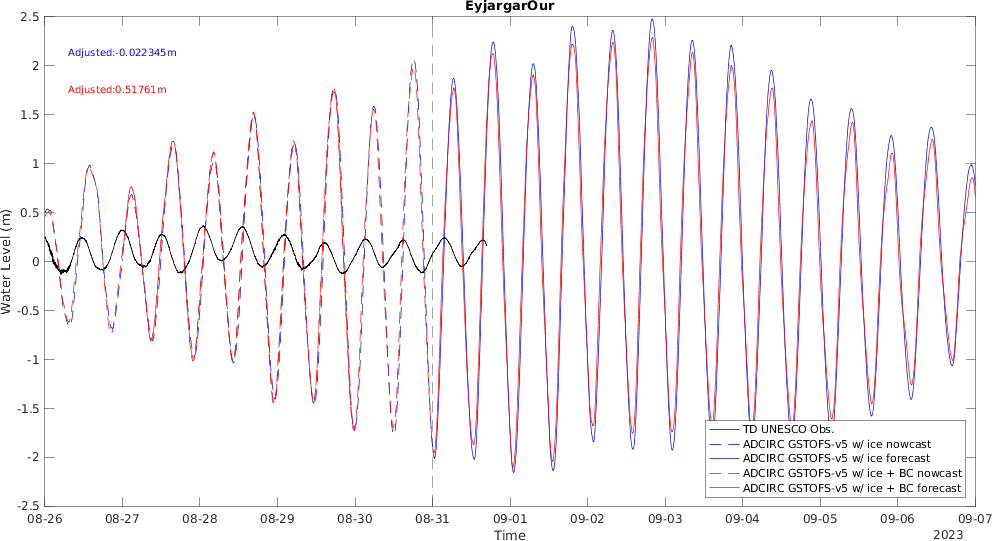 EyjargarOur
Adjusted:-0.022345m
Adjusted:0.51761m
Water Level (m)
2.5
2
1.5
1
0.5
0
-0.5
-1
-1.5
-2
-2.5
TD UNESCO Obs.
ADCIRC GSTOFS-v5 w/ ice nowcast
ADCIRC GSTOFS-v5 w/ ice forecast
ADCIRC GSTOFS-v5 w/ ice + BC nowcast
ADCIRC GSTOFS-v5 w/ ice + BC forecast
08-26 08-27 08-28 08-29 08-30 08-31 09-01 09-02 09-03 09-04 09-05 09-06 09-07
Time
2023